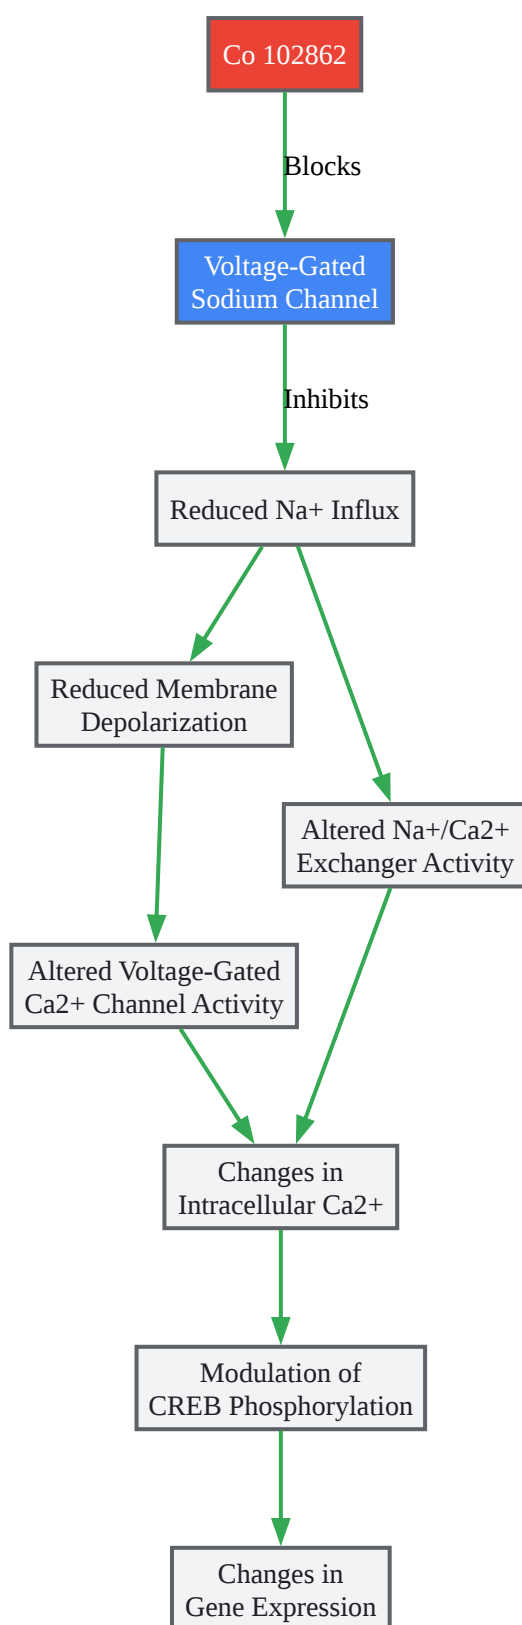 Co 102862
Blocks
Voltage-Gated
Sodium Channel
Inhibits
Reduced Na+ Influx
Reduced Membrane
Depolarization
Altered Na+/Ca2+
Exchanger Activity
Altered Voltage-Gated
Ca2+ Channel Activity
Changes in
Intracellular Ca2+
Modulation of
CREB Phosphorylation
Changes in
Gene Expression